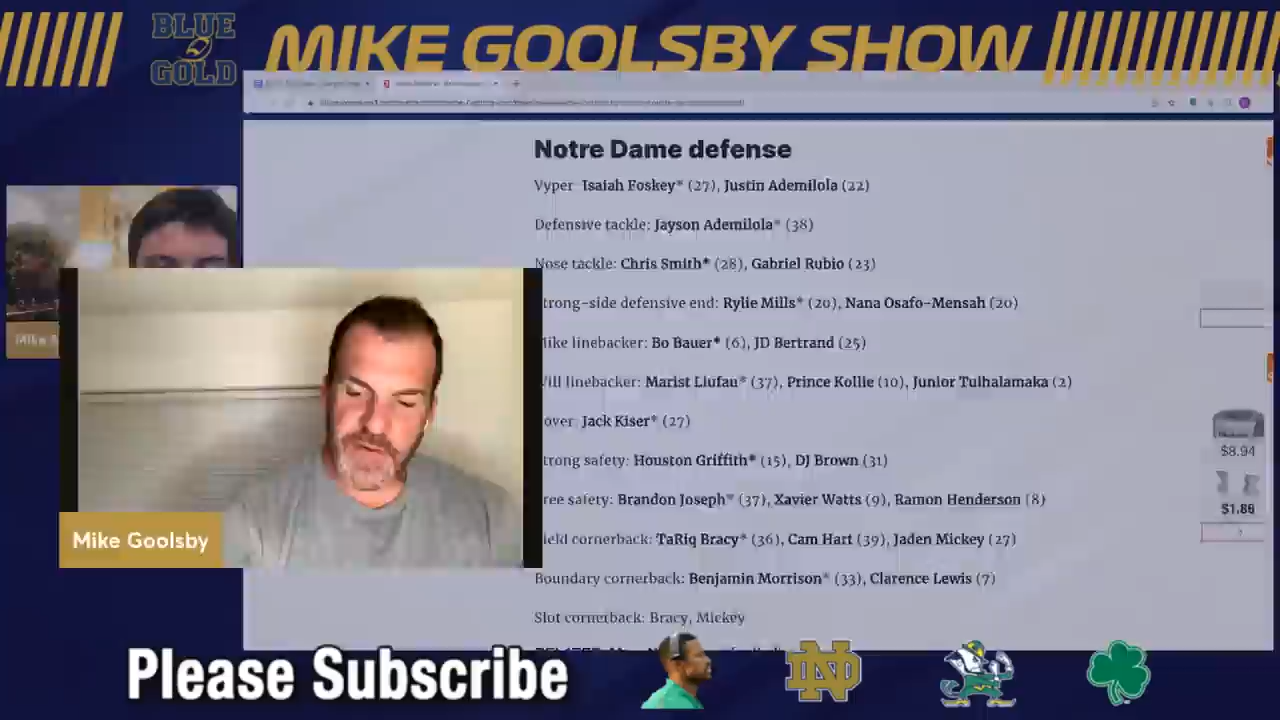 BLUE
GOLD
MIKE GOOLSBY SHOW
Notre Dame defense
Vyper: Isaiah Foskey* (27), Justin Ademilola (22)
Defensive tackle: Jayson Ademilola* (38)
Nose tackle: Chris Smith* (28), Gabriel Rubio (23)
trong-side defensive end: Rylie Mills* (20), Nana Osafo-Mensah (20)
ike linebacker: Bo Bauer* (6), JD Bertrand (25)
ill linebacker: Marist Liufau* (37), Prince Kollie (10), Junior Tuihalamaka (2)
over: Jack Kiser* (27)
trong safety: Houston Griffith* (15), DJ Brown (31)
ree safety: Brandon Joseph* (37), Xavier Watts (9), Ramon Henderson (8)
ield cornerback: TaRiq Bracy* (36), Cam Hart (39), Jaden Mickey (27)
Boundary cornerback: Benjamin Morrison* (33), Clarence Lewis (7)
Slot cornerback: Bracy, Mickey
$8.94
$1.86
Mike
Mike Goolsby
Please Subscribe
ND